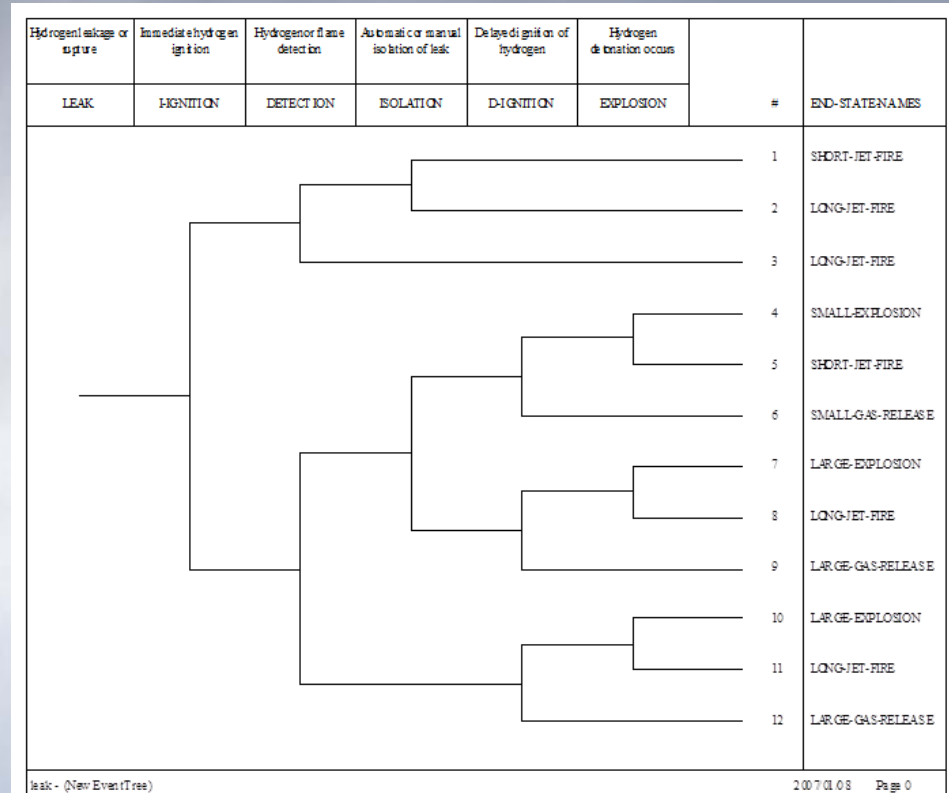 Hydrogen leakage or
rupture
Immediate hydrogen
ignition
Hydrogen or flame
detection
Automatic or manual
isolation of leak
Delayed ignition of
hydrogen
Hydrogen
detonation occurs
LEAK
I-IGNITION
DETECTION
ISOLATION
D-IGNITION
EXPLOSION
#
END-STATE-NAMES
1 SHORT-JET-FIRE
2 LONG-JET-FIRE
3 LONG-JET-FIRE
4 SMALL-EXPLOSION
5 SHORT-JET-FIRE
6 SMALL-GAS-RELEASE
7 LARGE-EXPLOSION
8 LONG-JET-FIRE
9 LARGE-GAS-RELEASE
10 LARGE-EXPLOSION
11 LONG-JET-FIRE
12 LARGE-GAS-RELEASE
leak - (New Event Tree)
2007.01.08 Page 0